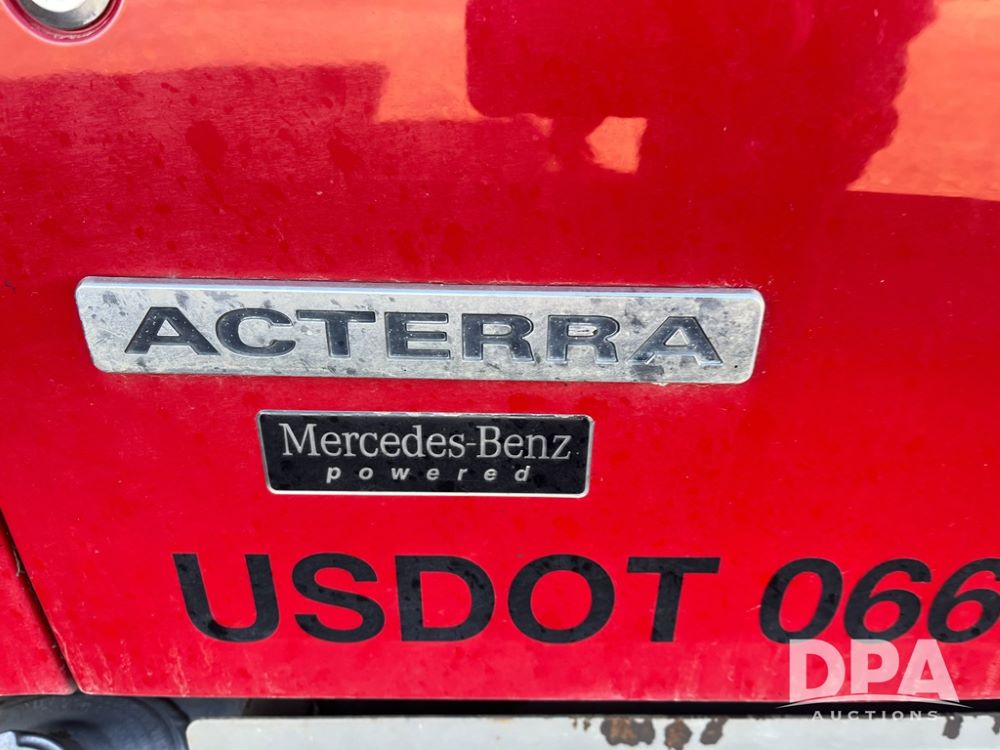 ACTERRA
Mercedes-Benz
powered
USDOT 066
DPA
AUCTIONS